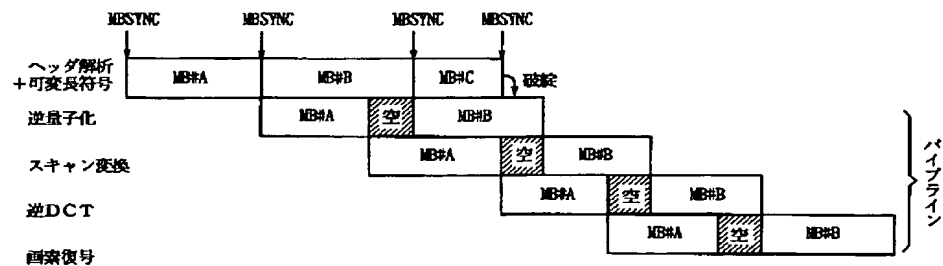 MBSYNC MBSYNC MBSYNC MBSYNC
ヘッダ解析
+可変長符号
MB#A MB#B MB#C 破綻
逆量子化 MB#A 空 MB#B
スキャン変換 MB#A 空 MB#B
逆DCT MB#A 空 MB#B
画素復号 MB#A 空 MB#B
パイプライン